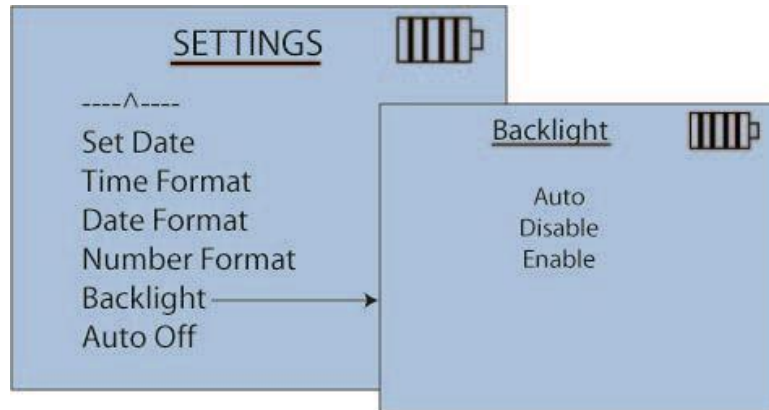 SETTINGS
----^----
Set Date
Time Format
Date Format
Number Format
Backlight
Auto Off
Backlight
Auto
Disable
Enable